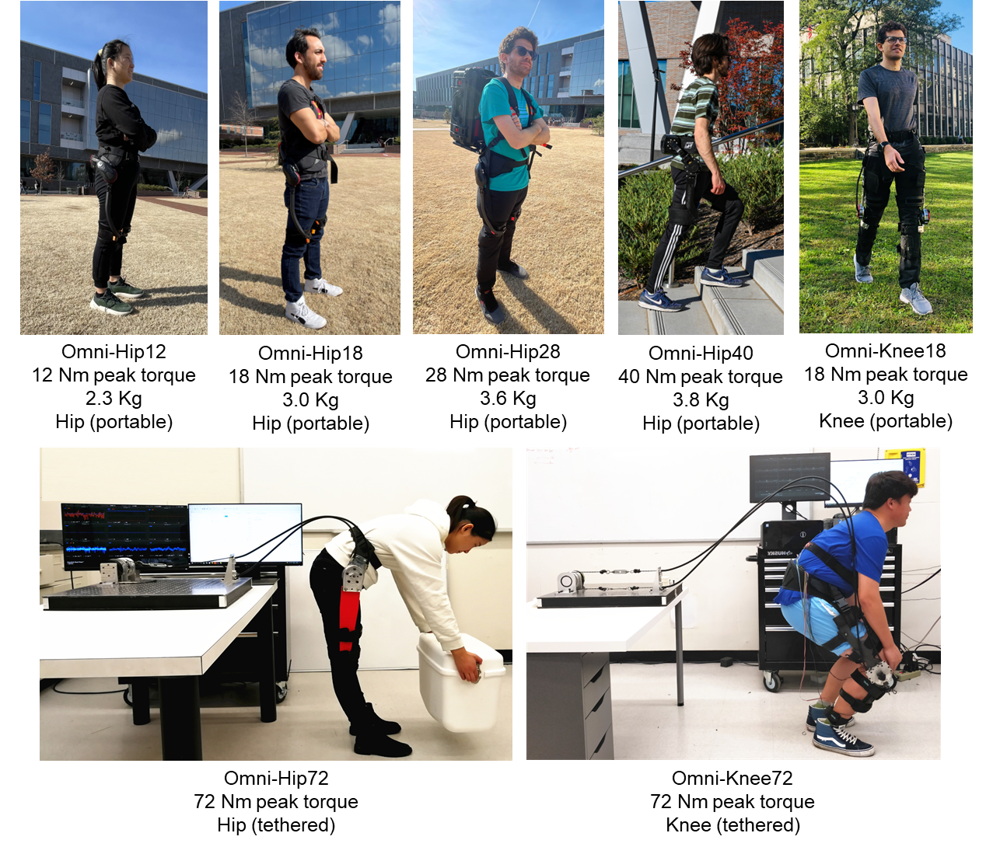 Omni-Hip12
12 Nm peak torque
2.3 Kg
Hip (portable)
Omni-Hip18
18 Nm peak torque
3.0 Kg
Hip (portable)
Omni-Hip28
28 Nm peak torque
3.6 Kg
Hip (portable)
Omni-Hip40
40 Nm peak torque
3.8 Kg
Hip (portable)
Omni-Knee18
18 Nm peak torque
3.0 Kg
Knee (portable)
Omni-Hip72
72 Nm peak torque
Hip (tethered)
Omni-Knee72
72 Nm peak torque
Knee (tethered)